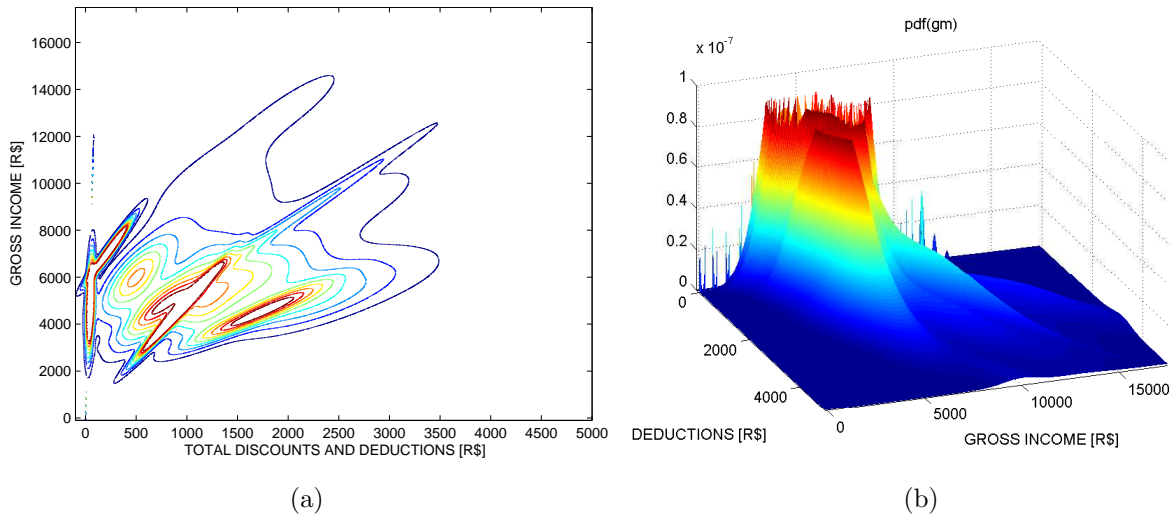 16000
14000
12000
10000
8000
6000
4000
2000
0
GROSS INCOME [R$]
0 500 1000 1500 2000 2500 3000 3500 4000 4500 5000
TOTAL DISCOUNTS AND DEDUCTIONS [R$]
(a)
pdf(gm)
x 10^-7
1
0.8
0.6
0.4
0.2
0
0
2000
4000
DEDUCTIONS [R$]
0
5000
10000
15000
GROSS INCOME [R$]
(b)